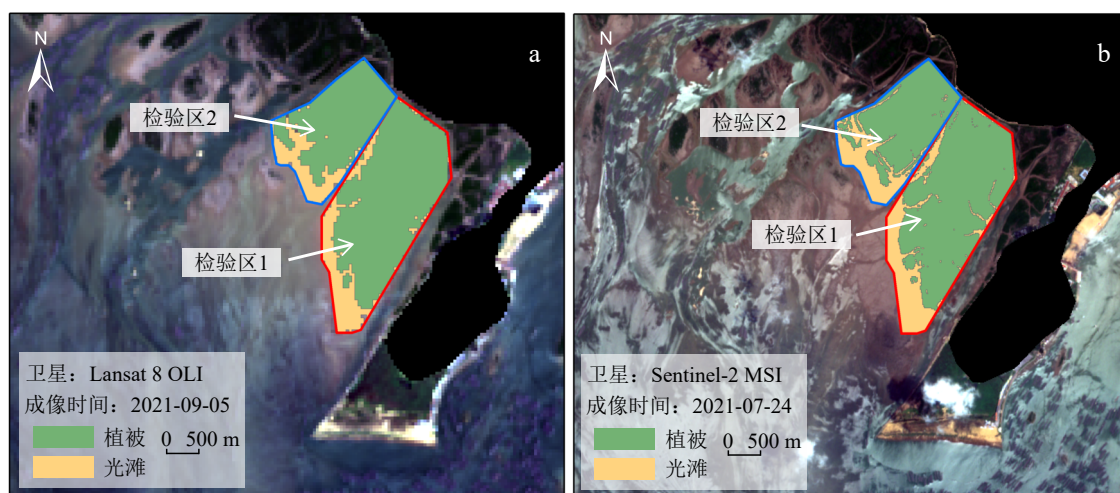 N
a
检验区2
检验区1
卫星：Lansat 8 OLI
成像时间：2021-09-05
植被 0 500 m
光滩
N
b
检验区2
检验区1
卫星：Sentinel-2 MSI
成像时间：2021-07-24
植被 0 500 m
光滩